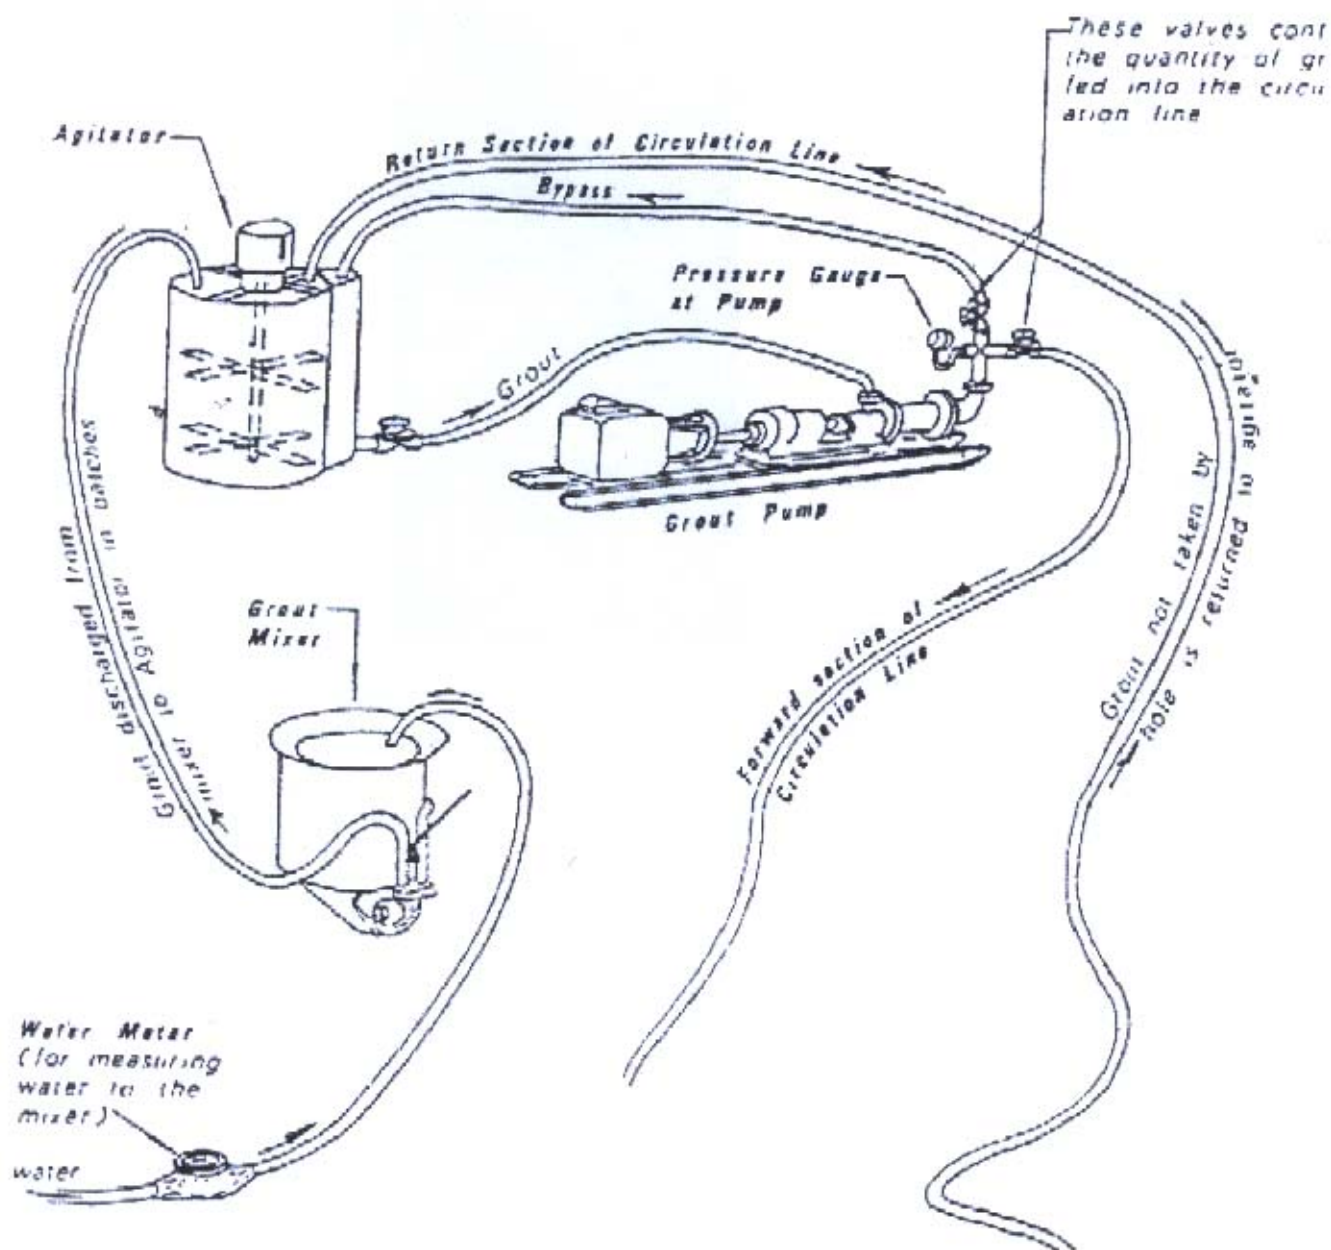 These valves cont
the quantity of gr
fed into the circu
ation line
Agitator
Return Section of Circulation Line
Bypass
Pressure Gauge
at Pump
Grout
Grout Pump
Grout discharged from
mixer to Agitator in batches
Grout
Mixer
Forward section of
Circulation Line
Grout not taken by
hole is returned to agitator
Water Meter
(for measuring
water to the
mixer)
water